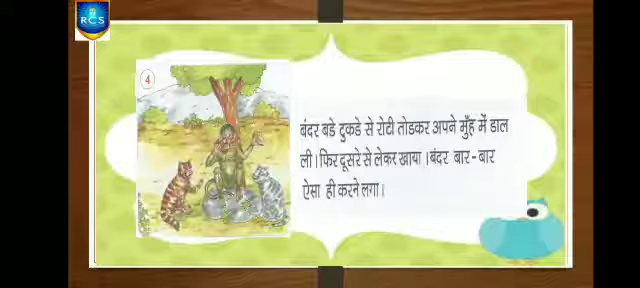 RCS
4
बंदर बडे टुकडे से रोटी तोडकर अपने मुँह में डाल
ली। फिर दूसरे से लेकर खाया । बंदर बार - बार
ऐसा ही करने लगा।